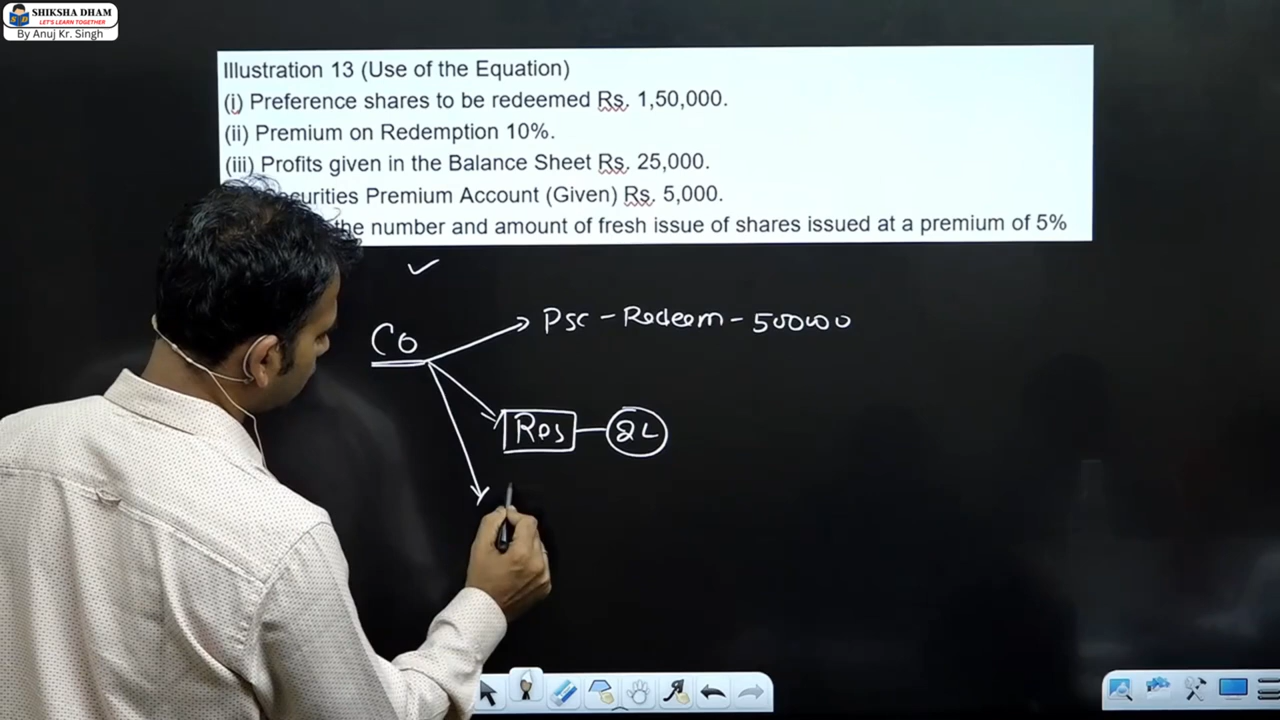 SHIKSHA DHAM
LET'S LEARN TOGETHER
By Anuj Kr. Singh
Illustration 13 (Use of the Equation)
(i) Preference shares to be redeemed Rs. 1,50,000.
(ii) Premium on Redemption 10%.
(iii) Profits given in the Balance Sheet Rs. 25,000.
Securities Premium Account (Given) Rs. 5,000.
the number and amount of fresh issue of shares issued at a premium of 5%
Co
Psc - Redeem - 500000
Res 2L